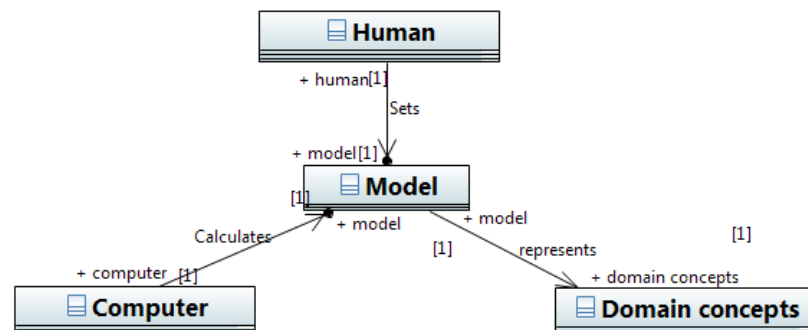 Human
+ human[1]
Sets
+ model[1]
Model
[1]
+ model
+ model
Calculates
[1]
[1]
represents
+ computer [1]
+ domain concepts
Computer
Domain concepts